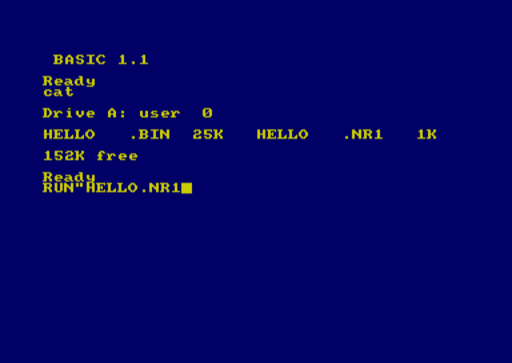 BASIC 1.1
Ready
cat
Drive A: user  0
HELLO   .BIN  25K   HELLO   .NR1   1K
152K free
Ready
RUN"HELLO.NR1